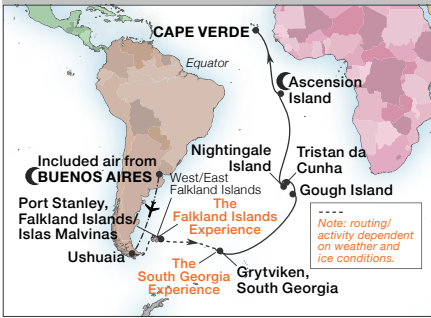 CAPE VERDE
Equator
Ascension
Island
Nightingale
Island
Tristan da
Cunha
Gough Island
Included air from
BUENOS AIRES
West/East
Falkland Islands
Port Stanley,
Falkland Islands/
Islas Malvinas
The
Falkland Islands
Experience
Ushuaia
The
South Georgia
Experience
Grytviken,
South Georgia
Note: routing/
activity dependent
on weather and
ice conditions.